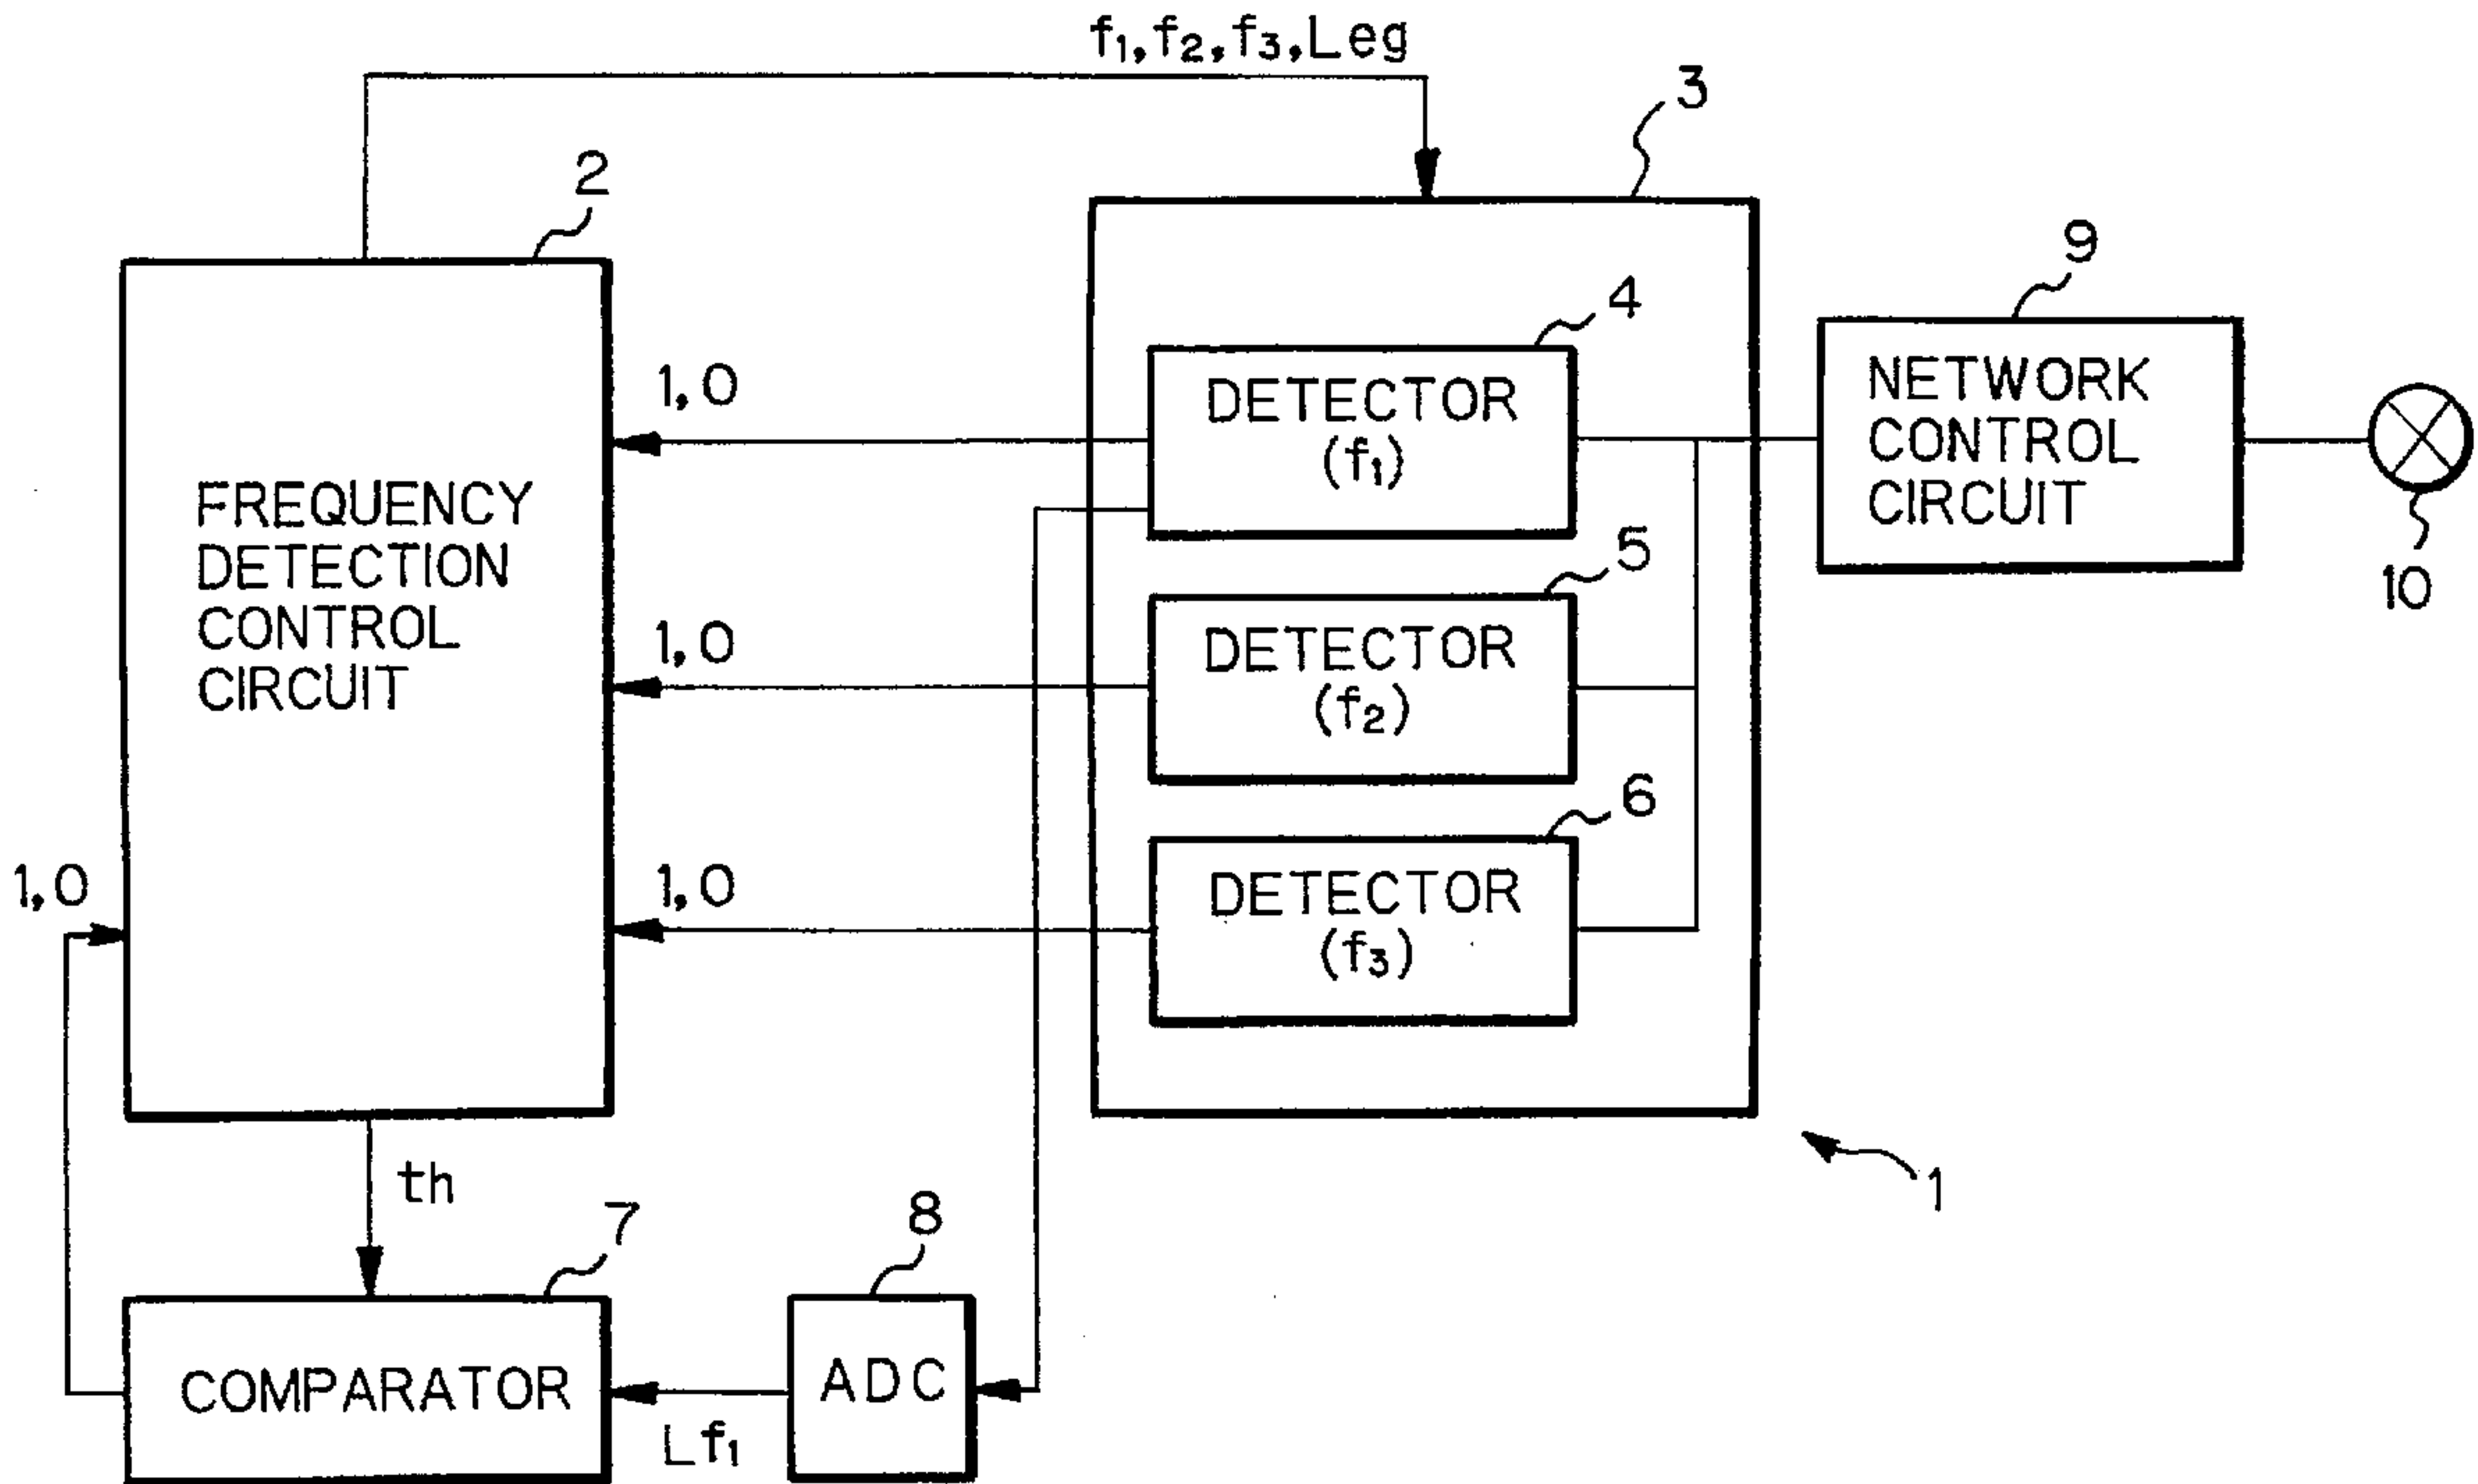 f1,f2,f3,Leg
3
2
9
4
1,0
DETECTOR
(f1)
NETWORK
CONTROL
CIRCUIT
10
FREQUENCY
DETECTION
CONTROL
CIRCUIT
5
1,0
DETECTOR
(f2)
6
1,0
1,0
DETECTOR
(f3)
th
1
7
8
COMPARATOR
Lf1
ADC